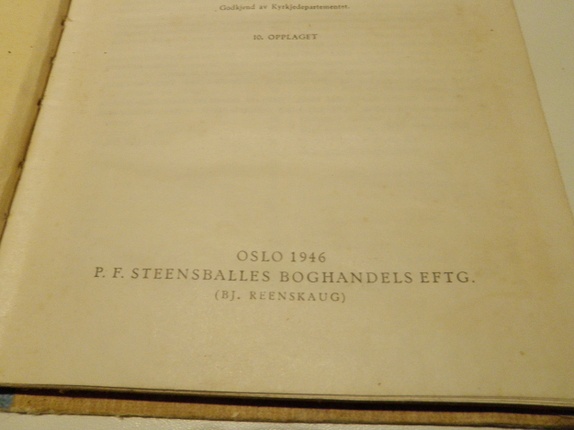 Godkjend av Kyrkjedepartementet.
10. OPPLAGET
OSLO 1946
P. F. STEENSBALLES BOGHANDELS EFTG.
(BJ. REENSKAUG)